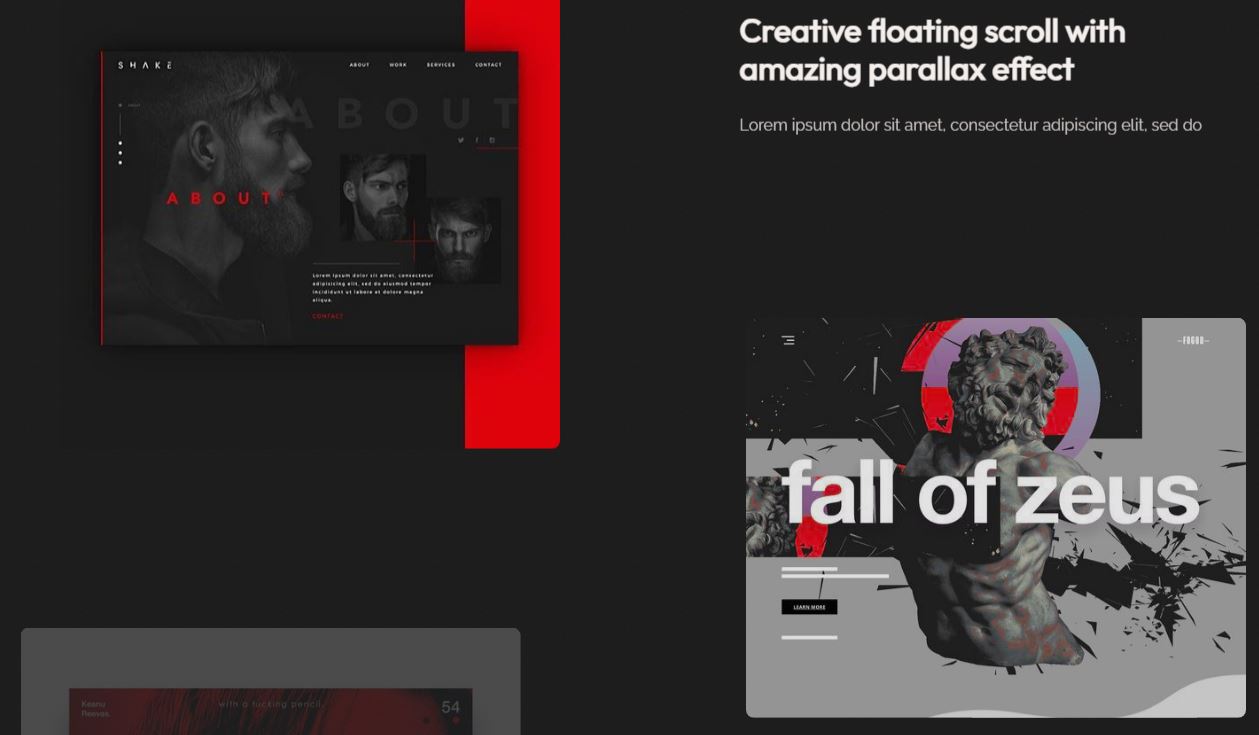 SHAKE
ABOUT WORK SERVICES CONTACT
ABOUT
ABOUT
ABOUT
Lorem ipsum dolor sit amet, consectetur
adipisicing elit, sed do eiusmod tempor
incididunt ut labore et dolore magna
aliqua.
CONTACT
Creative floating scroll with
amazing parallax effect
Lorem ipsum dolor sit amet, consectetur adipiscing elit, sed do
fall of zeus
LEARN MORE
Keanu
Reeves.
with a fucking pencil.
54